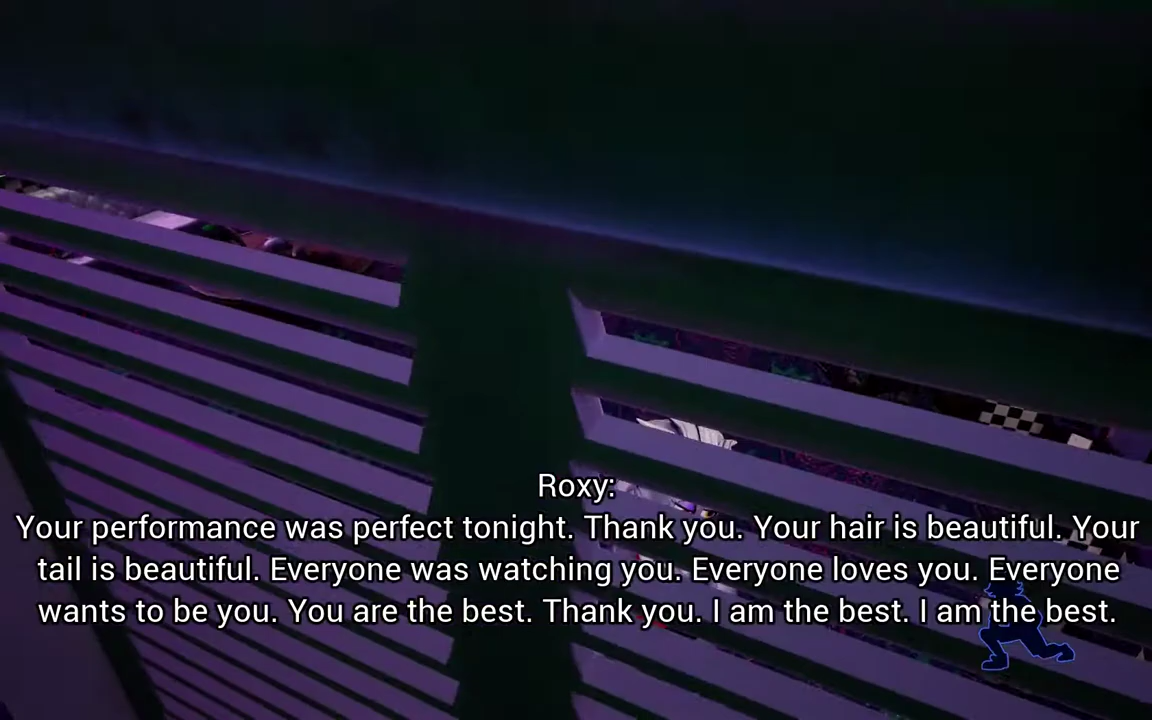 Roxy:
Your performance was perfect tonight. Thank you. Your hair is beautiful. Your
tail is beautiful. Everyone was watching you. Everyone loves you. Everyone
wants to be you. You are the best. Thank you. I am the best. I am the best.